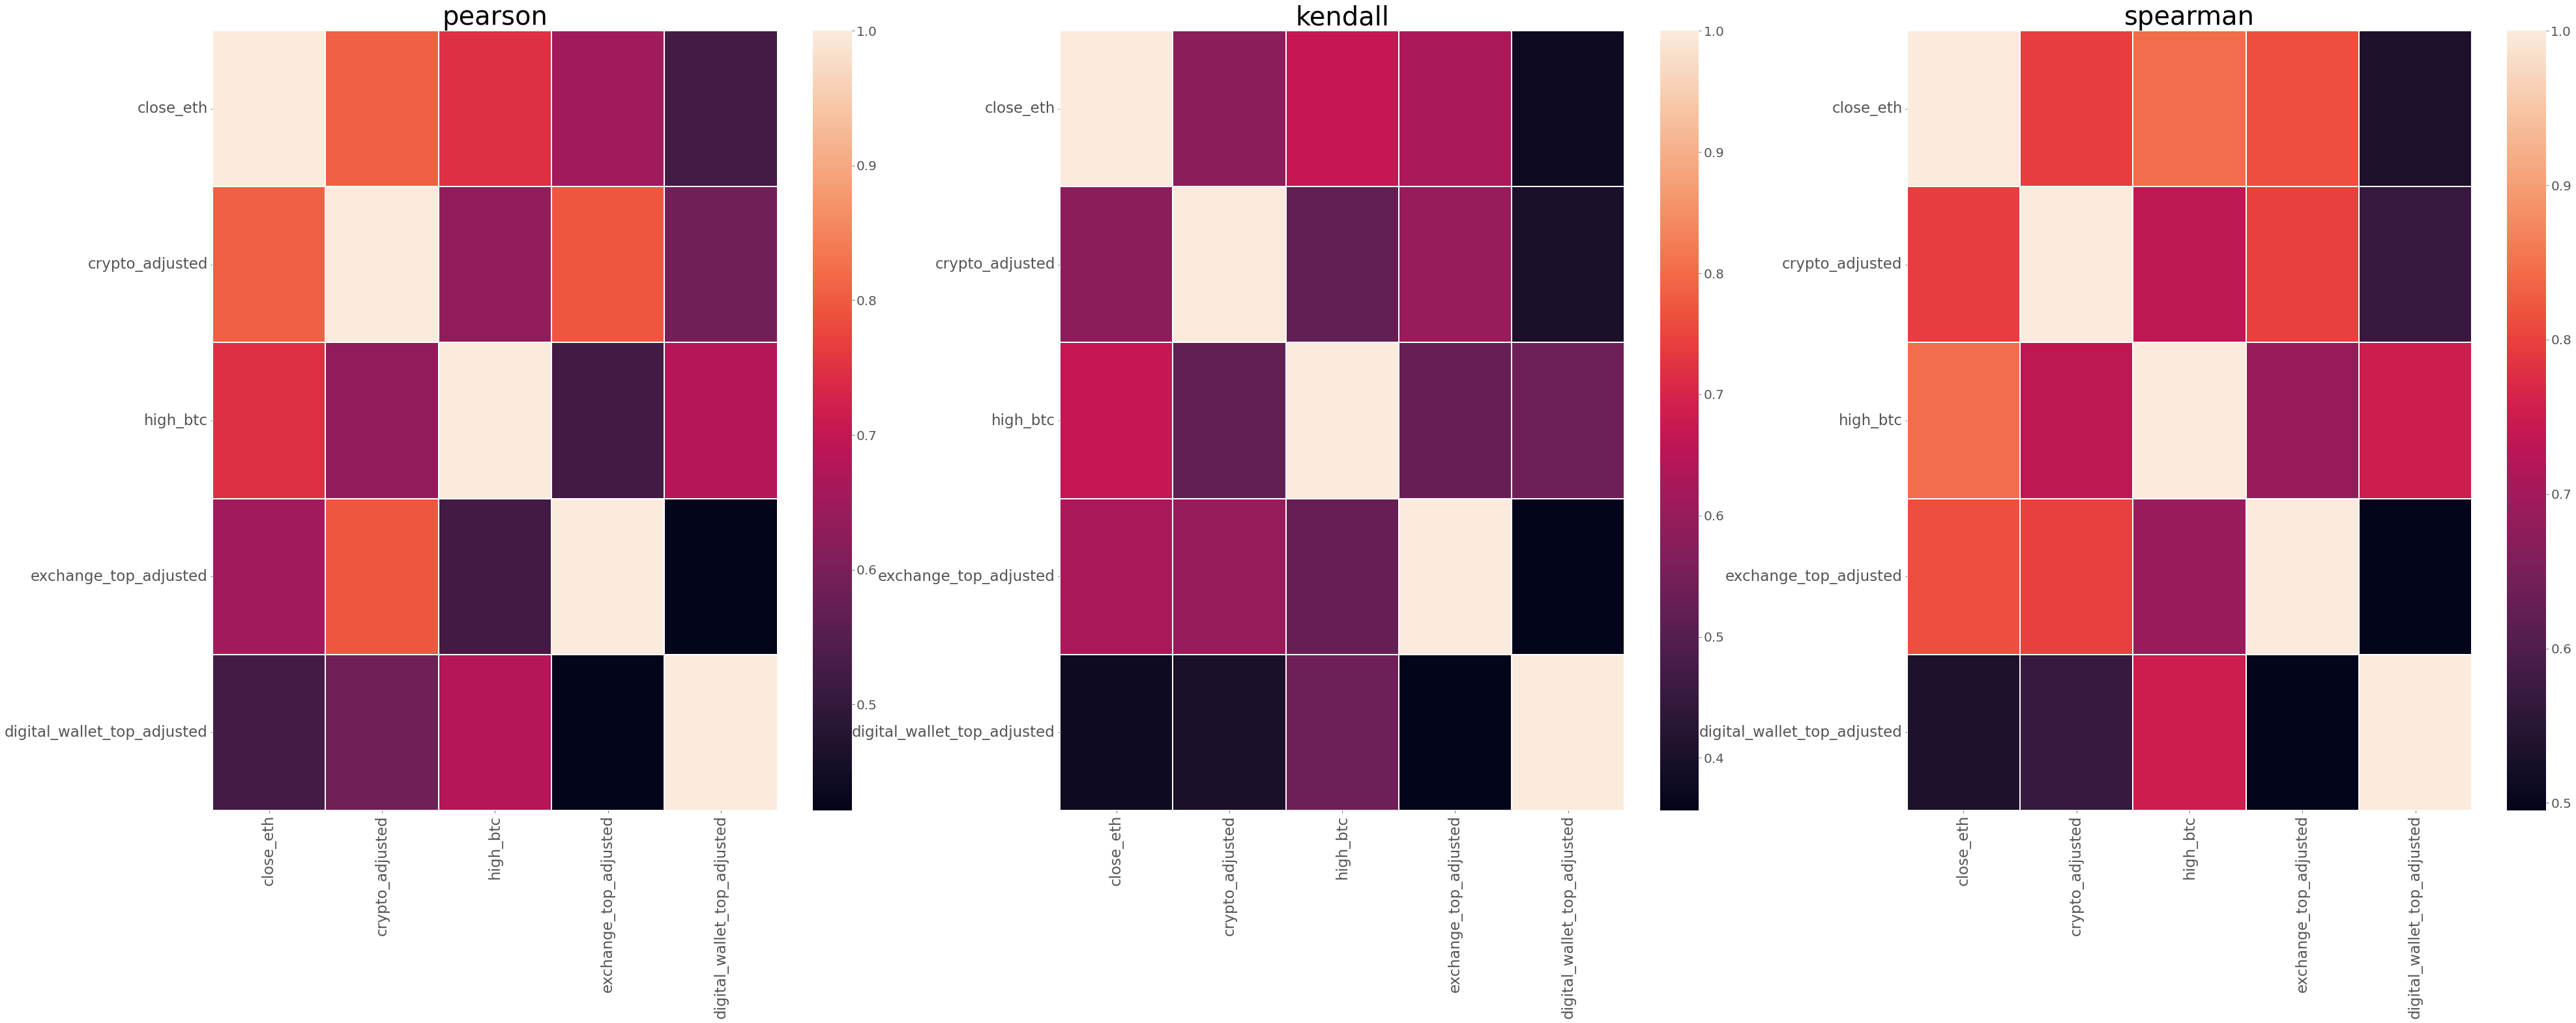 pearson
close_eth
crypto_adjusted
high_btc
exchange_top_adjusted
digital_wallet_top_adjusted
close_eth
crypto_adjusted
high_btc
exchange_top_adjusted
digital_wallet_top_adjusted
1.0
0.9
0.8
0.7
0.6
0.5
kendall
close_eth
crypto_adjusted
high_btc
exchange_top_adjusted
digital_wallet_top_adjusted
close_eth
crypto_adjusted
high_btc
exchange_top_adjusted
digital_wallet_top_adjusted
1.0
0.9
0.8
0.7
0.6
0.5
0.4
spearman
close_eth
crypto_adjusted
high_btc
exchange_top_adjusted
digital_wallet_top_adjusted
close_eth
crypto_adjusted
high_btc
exchange_top_adjusted
digital_wallet_top_adjusted
1.0
0.9
0.8
0.7
0.6
0.5